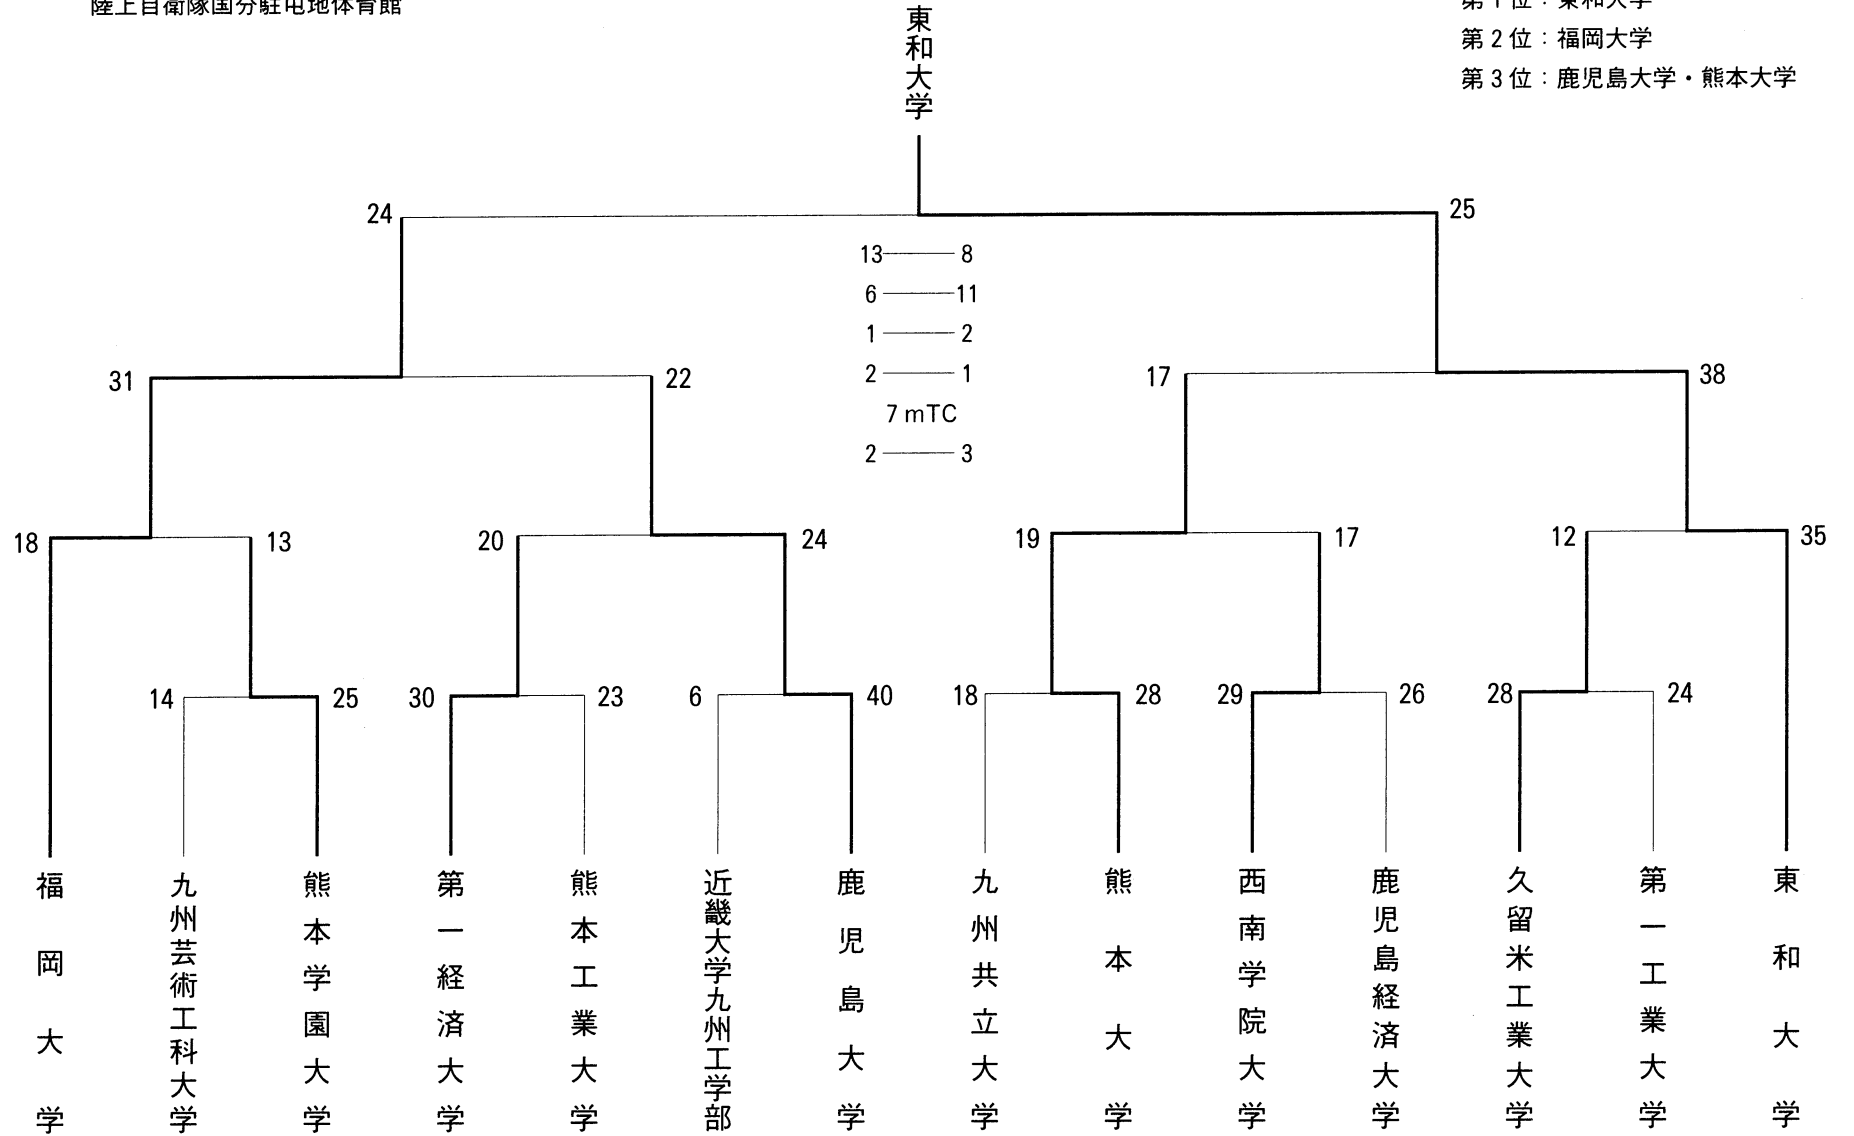 陸上自衛隊国分駐屯地体育館
第1位：東和大学
第2位：福岡大学
第3位：鹿児島大学・熊本大学
東和大学
24
25
13 8
6 11
1 2
2 1
7mTC
2 3
31
22
17
38
18
13
20
24
19
17
12
35
14
25
30
23
6
40
18
28
29
26
28
24
福岡大学
九州芸術工科大学
熊本学園大学
第一経済大学
熊本工業大学
近畿大学九州工学部
鹿児島大学
九州共立大学
熊本大学
西南学院大学
鹿児島経済大学
久留米工業大学
第一工業大学
東和大学